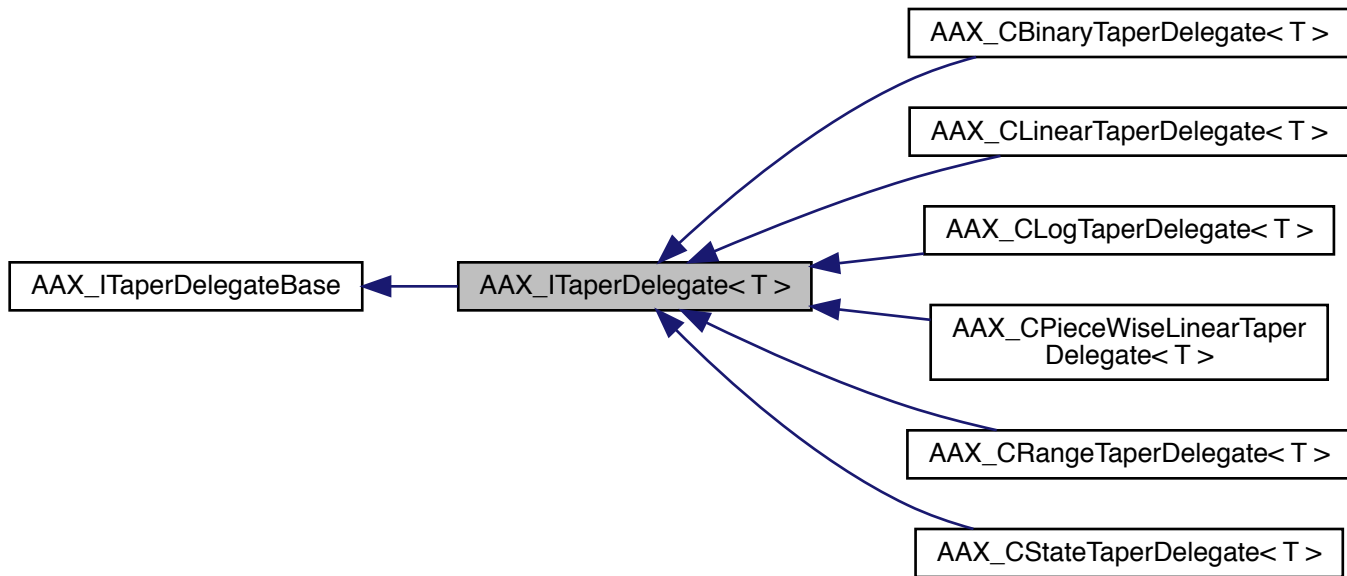 AAX_CBinaryTaperDelegate< T >
AAX_CLinearTaperDelegate< T >
AAX_CLogTaperDelegate< T >
AAX_ITaperDelegateBase
AAX_ITaperDelegate< T >
AAX_CPieceWiseLinearTaper
Delegate< T >
AAX_CRangeTaperDelegate< T >
AAX_CStateTaperDelegate< T >